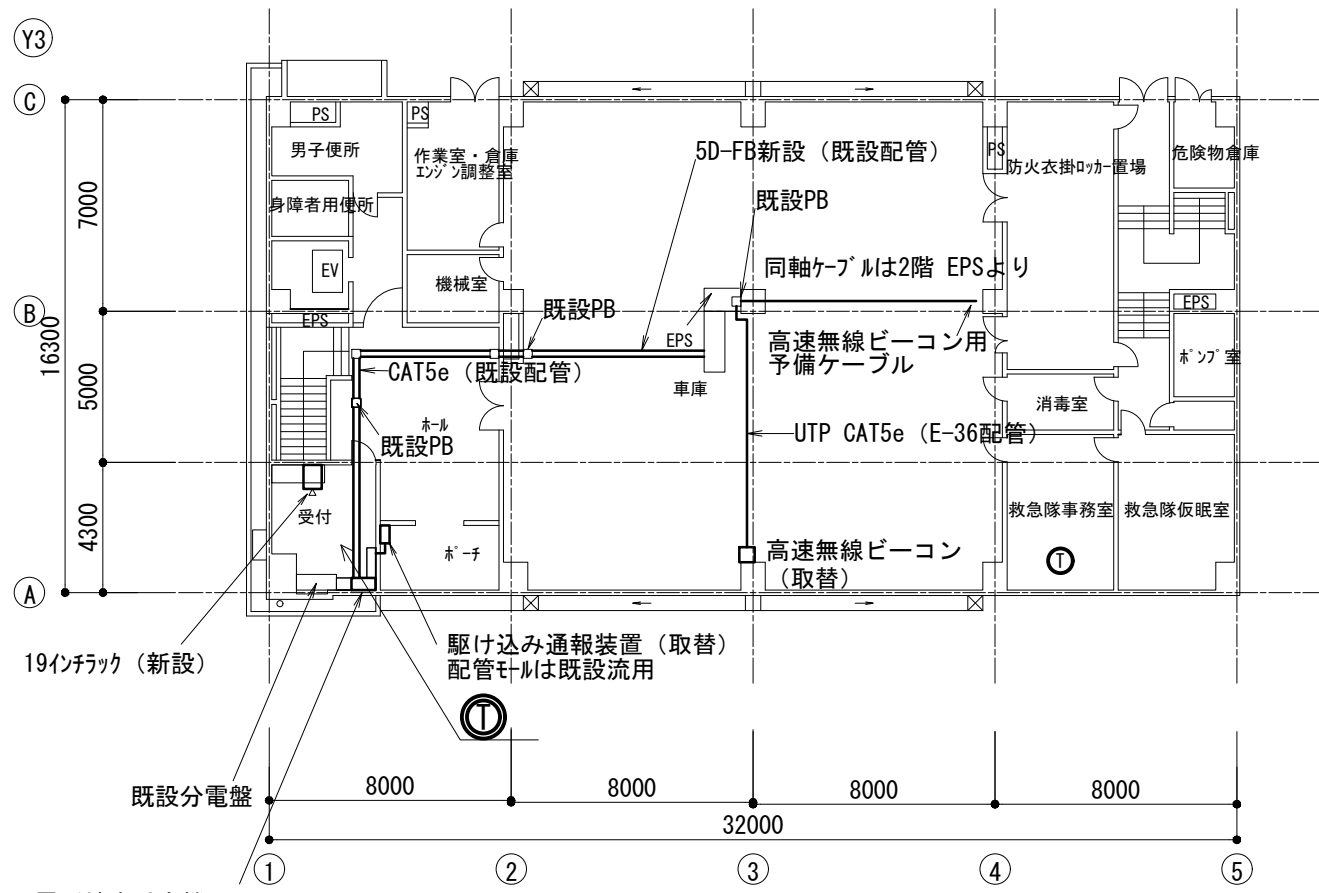 Y3
C
PS
PS
男子便所
作業室・倉庫
ｴﾝｼﾞﾝ調整室
5D-FB新設（既設配管）
PS
防火衣掛ﾛｯｶｰ置場
危険物倉庫
7000
身障者用便所
既設PB
EV
機械室
同軸ｹｰﾌﾞﾙは2階 EPSより
B
EPS
既設PB
EPS
EPS
16300
高速無線ビーコン用
予備ケーブル
ﾎﾟﾝﾌﾟ室
5000
CAT5e（既設配管）
車庫
消毒室
ﾎｰﾙ
既設PB
UTP CAT5e（E-36配管）
4300
受付
救急隊事務室
救急隊仮眠室
ﾎﾟｰﾁ
高速無線ビーコン
（取替）
T
A
19ｲﾝﾁﾗｯｸ（新設）
駆け込み通報装置（取替）
配管ﾓｰﾙは既設流用
T
既設分電盤
8000
8000
8000
8000
32000
1
2
3
4
5